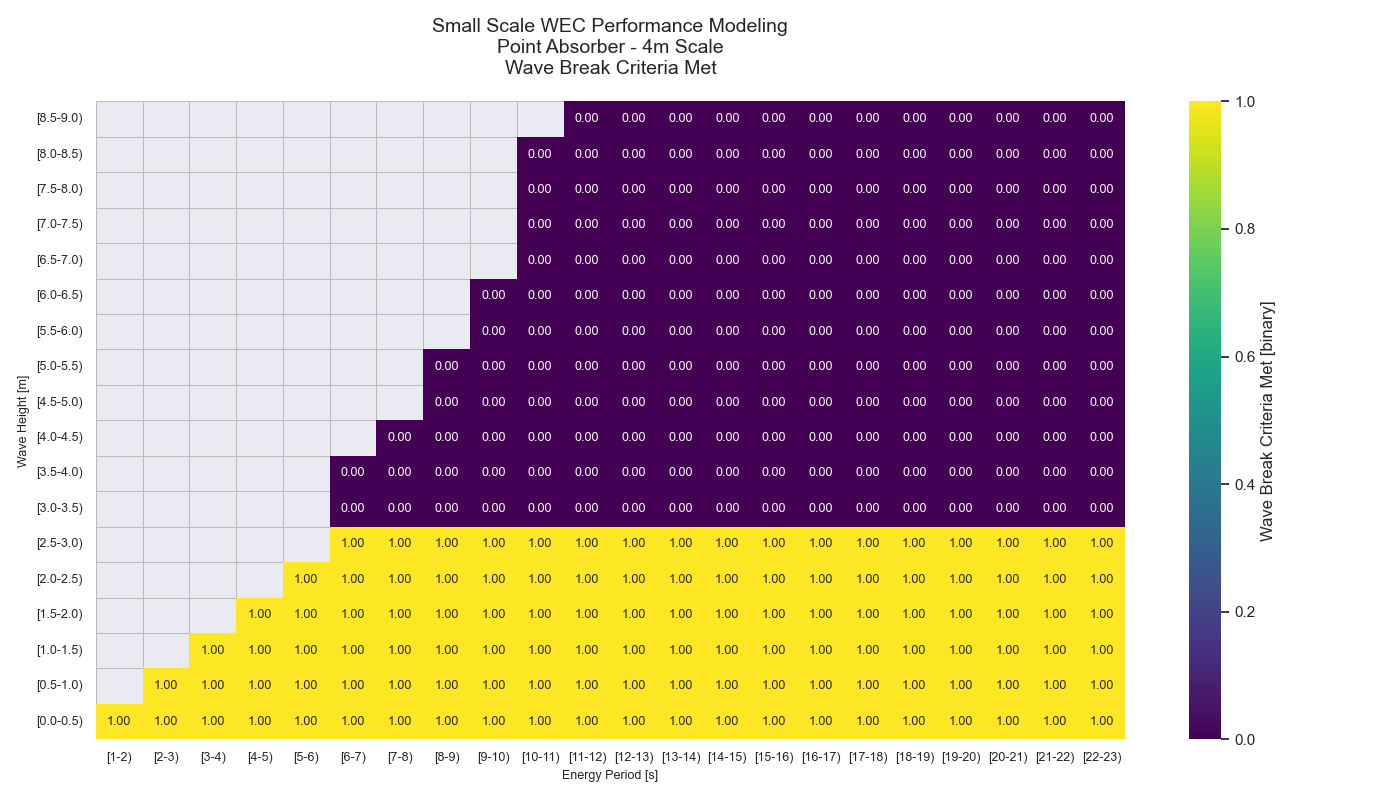 Small Scale WEC Performance Modeling
Point Absorber - 4m Scale
Wave Break Criteria Met
Wave Height [m]
[8.5-9.0) 0.00 0.00 0.00 0.00 0.00 0.00 0.00 0.00 0.00 0.00 0.00 0.00
[8.0-8.5) 0.00 0.00 0.00 0.00 0.00 0.00 0.00 0.00 0.00 0.00 0.00 0.00 0.00
[7.5-8.0) 0.00 0.00 0.00 0.00 0.00 0.00 0.00 0.00 0.00 0.00 0.00 0.00 0.00
[7.0-7.5) 0.00 0.00 0.00 0.00 0.00 0.00 0.00 0.00 0.00 0.00 0.00 0.00 0.00
[6.5-7.0) 0.00 0.00 0.00 0.00 0.00 0.00 0.00 0.00 0.00 0.00 0.00 0.00 0.00
[6.0-6.5) 0.00 0.00 0.00 0.00 0.00 0.00 0.00 0.00 0.00 0.00 0.00 0.00 0.00 0.00
[5.5-6.0) 0.00 0.00 0.00 0.00 0.00 0.00 0.00 0.00 0.00 0.00 0.00 0.00 0.00 0.00
[5.0-5.5) 0.00 0.00 0.00 0.00 0.00 0.00 0.00 0.00 0.00 0.00 0.00 0.00 0.00 0.00 0.00
[4.5-5.0) 0.00 0.00 0.00 0.00 0.00 0.00 0.00 0.00 0.00 0.00 0.00 0.00 0.00 0.00 0.00
[4.0-4.5) 0.00 0.00 0.00 0.00 0.00 0.00 0.00 0.00 0.00 0.00 0.00 0.00 0.00 0.00 0.00 0.00
[3.5-4.0) 0.00 0.00 0.00 0.00 0.00 0.00 0.00 0.00 0.00 0.00 0.00 0.00 0.00 0.00 0.00 0.00 0.00
[3.0-3.5) 0.00 0.00 0.00 0.00 0.00 0.00 0.00 0.00 0.00 0.00 0.00 0.00 0.00 0.00 0.00 0.00 0.00
[2.5-3.0) 1.00 1.00 1.00 1.00 1.00 1.00 1.00 1.00 1.00 1.00 1.00 1.00 1.00 1.00 1.00 1.00 1.00
[2.0-2.5) 1.00 1.00 1.00 1.00 1.00 1.00 1.00 1.00 1.00 1.00 1.00 1.00 1.00 1.00 1.00 1.00 1.00 1.00
[1.5-2.0) 1.00 1.00 1.00 1.00 1.00 1.00 1.00 1.00 1.00 1.00 1.00 1.00 1.00 1.00 1.00 1.00 1.00 1.00 1.00
[1.0-1.5) 1.00 1.00 1.00 1.00 1.00 1.00 1.00 1.00 1.00 1.00 1.00 1.00 1.00 1.00 1.00 1.00 1.00 1.00 1.00 1.00
[0.5-1.0) 1.00 1.00 1.00 1.00 1.00 1.00 1.00 1.00 1.00 1.00 1.00 1.00 1.00 1.00 1.00 1.00 1.00 1.00 1.00 1.00 1.00
[0.0-0.5) 1.00 1.00 1.00 1.00 1.00 1.00 1.00 1.00 1.00 1.00 1.00 1.00 1.00 1.00 1.00 1.00 1.00 1.00 1.00 1.00 1.00 1.00
[1-2) [2-3) [3-4) [4-5) [5-6) [6-7) [7-8) [8-9) [9-10) [10-11) [11-12) [12-13) [13-14) [14-15) [15-16) [16-17) [17-18) [18-19) [19-20) [20-21) [21-22) [22-23)
Energy Period [s]
1.0
0.8
0.6
0.4
0.2
0.0
Wave Break Criteria Met [binary]